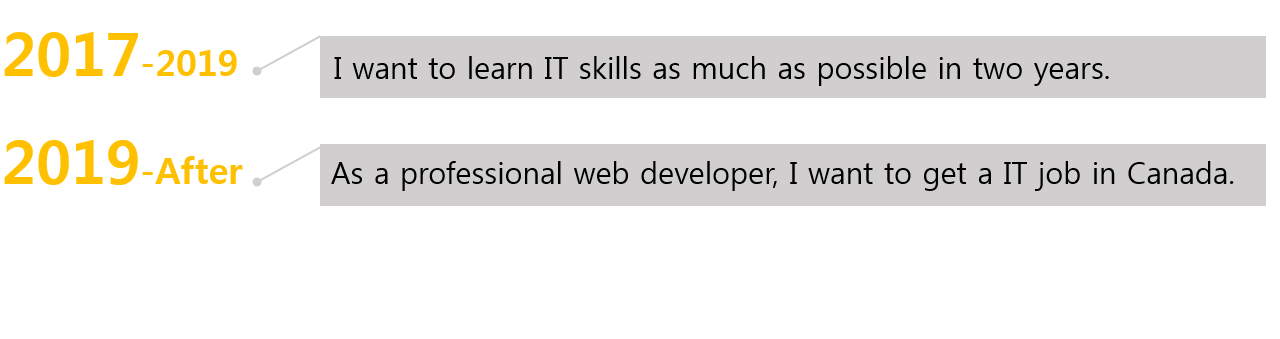 2017-2019 I want to learn IT skills as much as possible in two years.
2019-After As a professional web developer, I want to get a IT job in Canada.